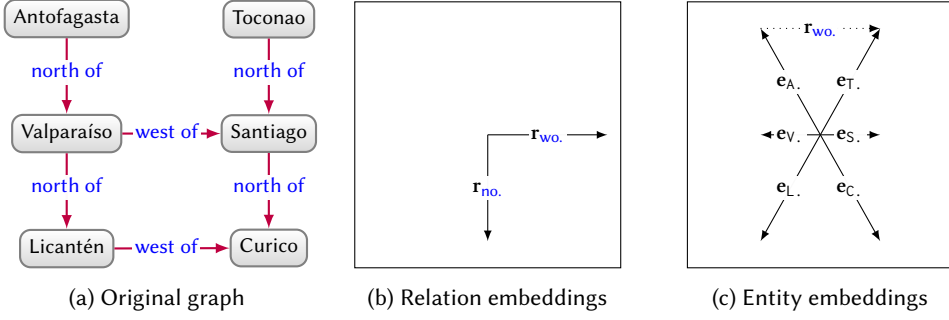 Antofagasta
Toconao
north of
north of
Valparaíso
west of
Santiago
north of
north of
Licantén
west of
Curico
(a) Original graph
r_wo.
r_no.
(b) Relation embeddings
r_wo.
e_A.
e_T.
e_V.
e_S.
e_L.
e_C.
(c) Entity embeddings